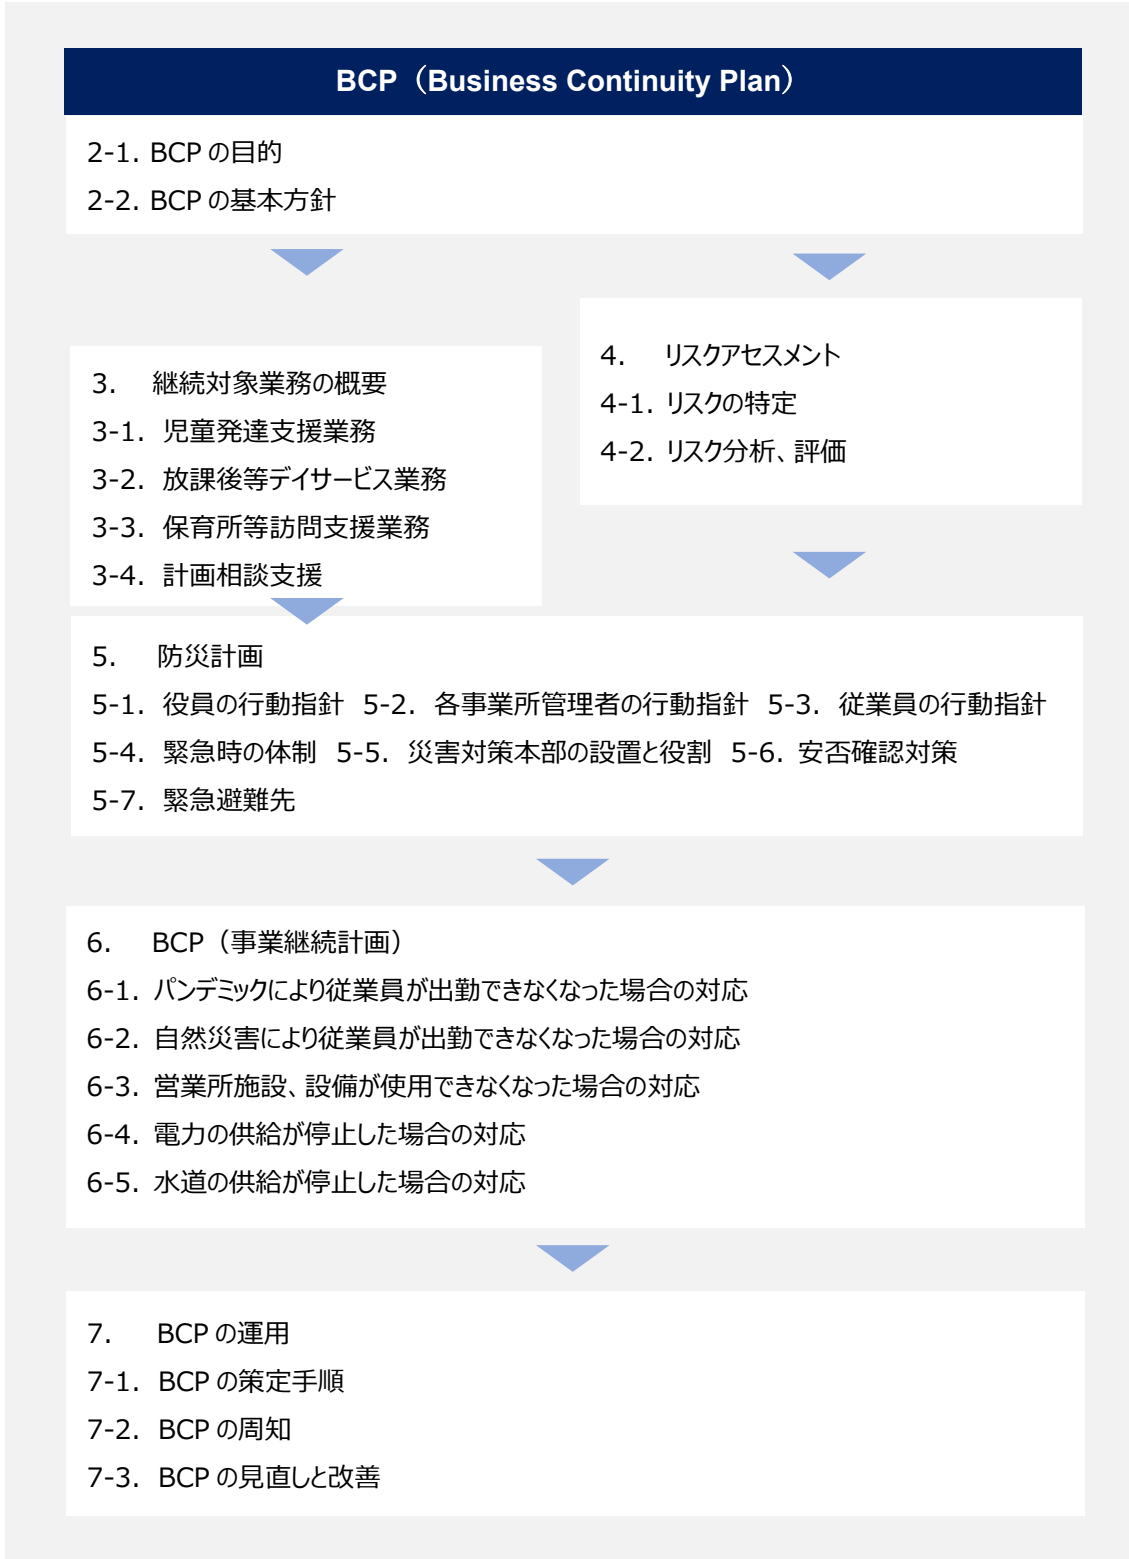 BCP（Business Continuity Plan）
2-1. BCP の目的
2-2. BCP の基本方針
3. 継続対象業務の概要
3-1. 児童発達支援業務
3-2. 放課後等デイサービス業務
3-3. 保育所等訪問支援業務
3-4. 計画相談支援
4. リスクアセスメント
4-1. リスクの特定
4-2. リスク分析、評価
5. 防災計画
5-1. 役員の行動指針 5-2. 各事業所管理者の行動指針 5-3. 従業員の行動指針
5-4. 緊急時の体制 5-5. 災害対策本部の設置と役割 5-6. 安否確認対策
5-7. 緊急避難先
6. BCP（事業継続計画）
6-1. パンデミックにより従業員が出勤できなくなった場合の対応
6-2. 自然災害により従業員が出勤できなくなった場合の対応
6-3. 営業所施設、設備が使用できなくなった場合の対応
6-4. 電力の供給が停止した場合の対応
6-5. 水道の供給が停止した場合の対応
7. BCP の運用
7-1. BCP の策定手順
7-2. BCP の周知
7-3. BCP の見直しと改善